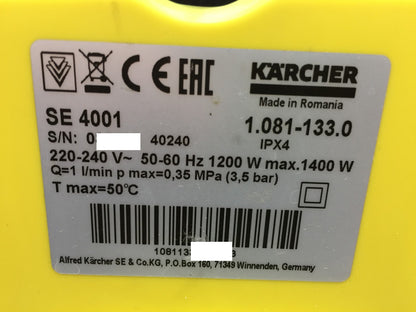 CE EAC KÄRCHER
Made in Romania
SE 4001
1.081-133.0
S/N: 0 40240
IPX4
220-240 V~ 50-60 Hz 1200 W max.1400 W
Q=1 l/min p max=0,35 MPa (3,5 bar)
T max=50°C
Alfred Kärcher SE & Co.KG, P.O.Box 160, 71349 Winnenden, Germany